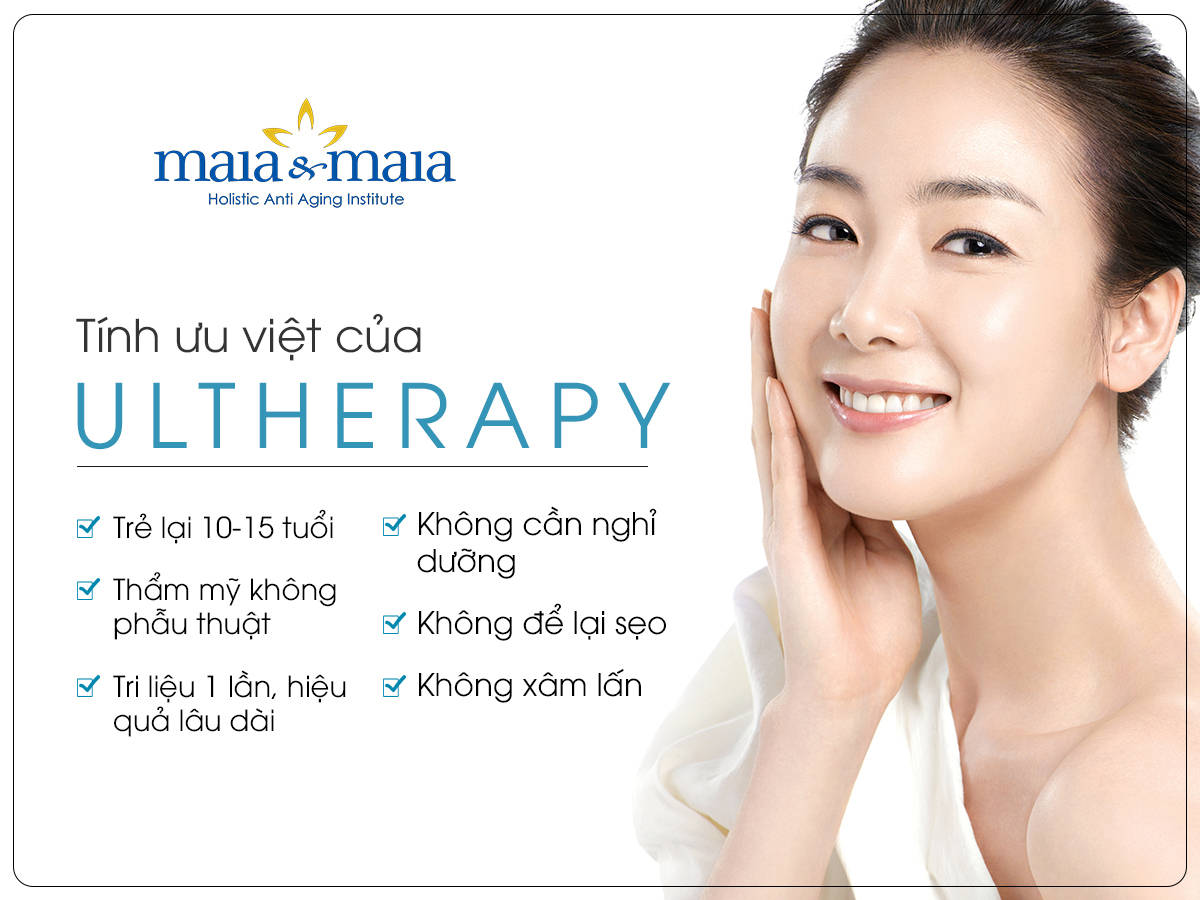 maia & maia
Holistic Anti Aging Institute
Tính ưu việt của
ULTHERAPY
Trẻ lại 10-15 tuổi
Thẩm mỹ không
phẫu thuật
Tri liệu 1 lần, hiệu
quả lâu dài
Không cần nghỉ
dưỡng
Không để lại sẹo
Không xâm lấn